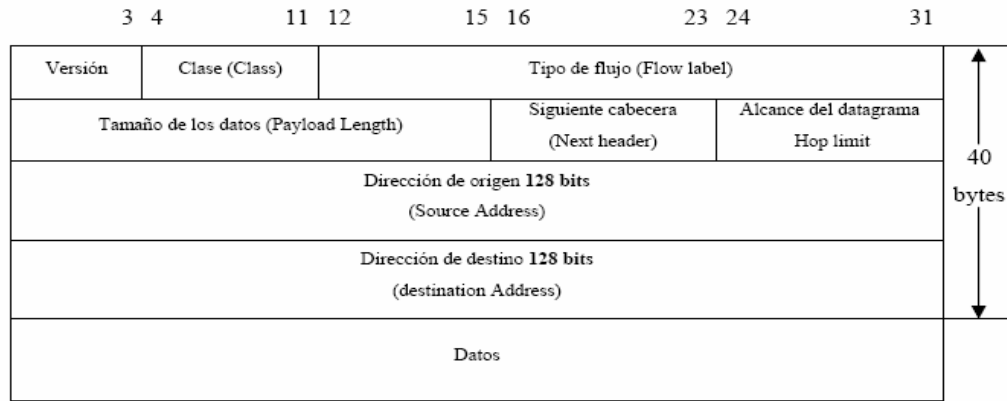 3 4 11 12 15 16 23 24 31
Versión Clase (Class) Tipo de flujo (Flow label)
Tamaño de los datos (Payload Length)
Siguiente cabecera
(Next header)
Alcance del datagrama
Hop limit
40
bytes
Dirección de origen 128 bits
(Source Address)
Dirección de destino 128 bits
(destination Address)
Datos